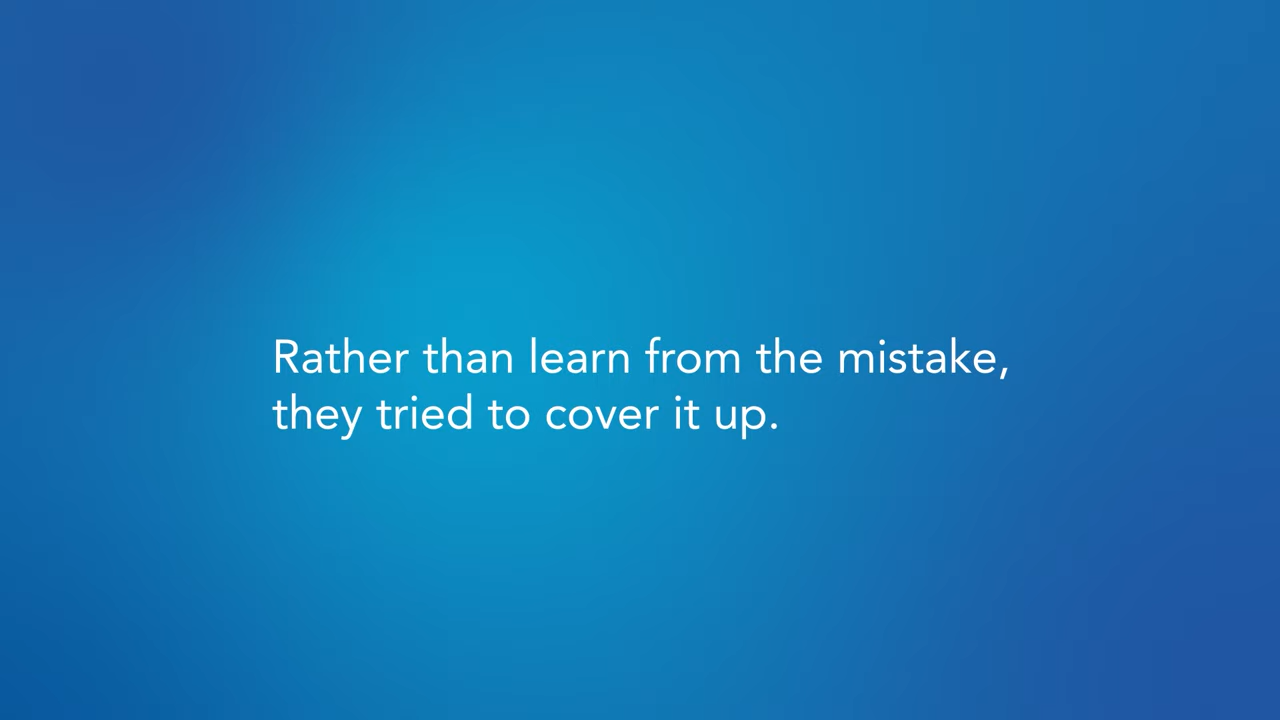 Rather than learn from the mistake,
they tried to cover it up.